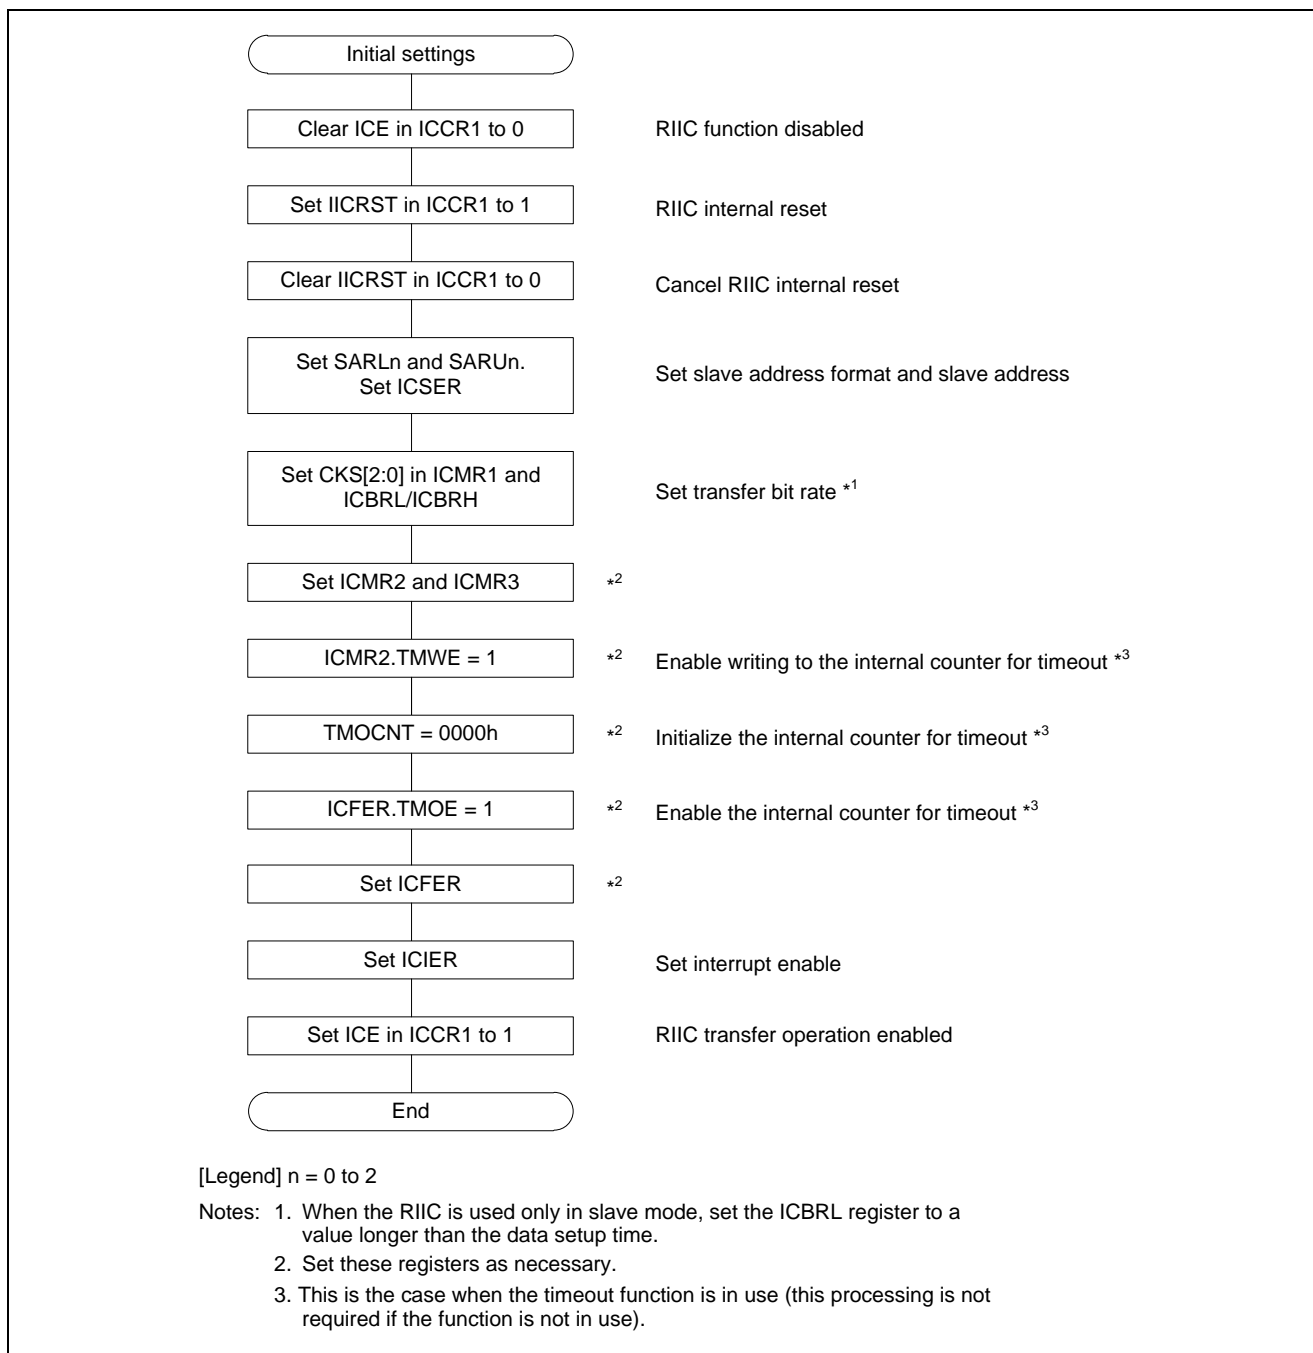 Initial settings
Clear ICE in ICCR1 to 0
RIIC function disabled
Set IICRST in ICCR1 to 1
RIIC internal reset
Clear IICRST in ICCR1 to 0
Cancel RIIC internal reset
Set SARLn and SARUn.
Set ICSER
Set slave address format and slave address
Set CKS[2:0] in ICMR1 and
ICBRL/ICBRH
Set transfer bit rate *1
Set ICMR2 and ICMR3
*2
ICMR2.TMWE = 1
*2
Enable writing to the internal counter for timeout *3
TMOCNT = 0000h
*2
Initialize the internal counter for timeout *3
ICFER.TMOE = 1
*2
Enable the internal counter for timeout *3
Set ICFER
*2
Set ICIER
Set interrupt enable
Set ICE in ICCR1 to 1
RIIC transfer operation enabled
End
[Legend] n = 0 to 2
Notes: 1. When the RIIC is used only in slave mode, set the ICBRL register to a
value longer than the data setup time.
2. Set these registers as necessary.
3. This is the case when the timeout function is in use (this processing is not
required if the function is not in use).